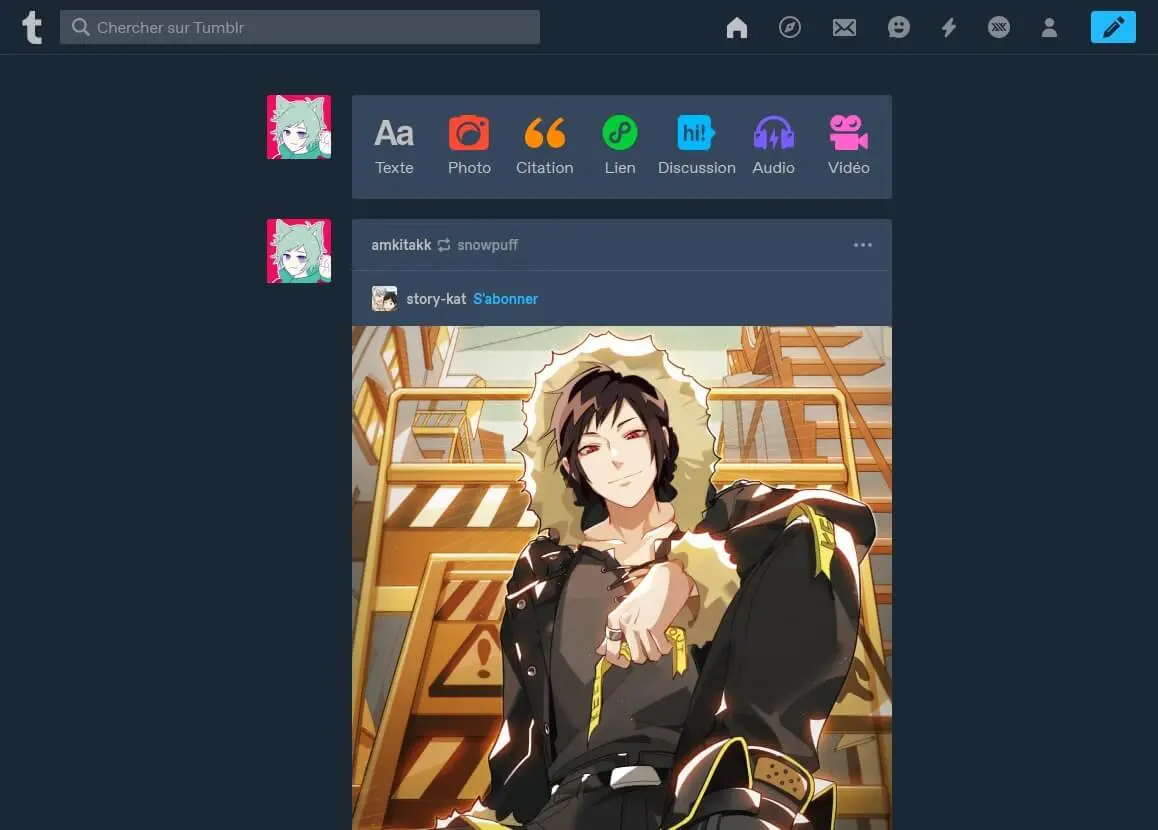 t
Chercher sur Tumblr
Aa
hi!
Texte
Photo
Citation
Lien
Discussion
Audio
Vidéo
amkitakk snowpuff
story-kat S'abonner